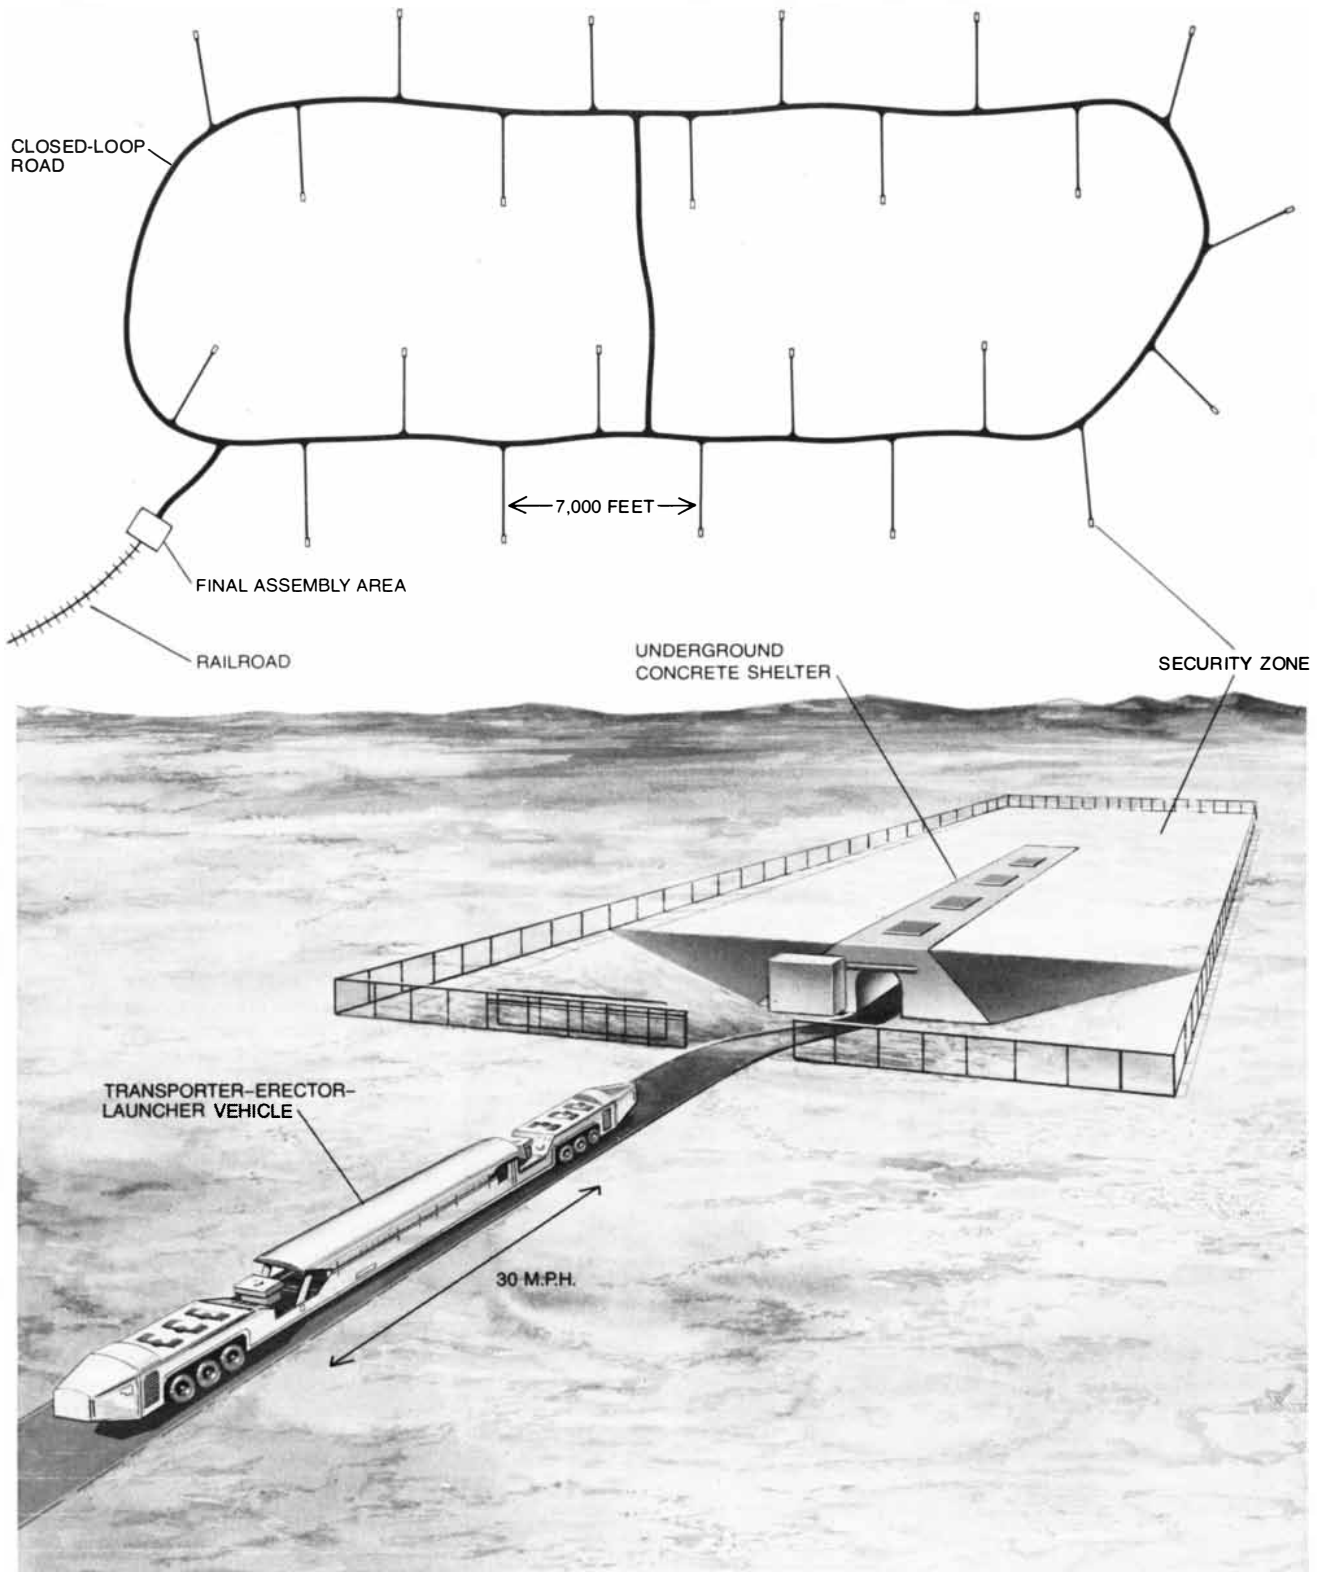 CLOSED-LOOP
ROAD
7,000 FEET
FINAL ASSEMBLY AREA
RAILROAD
UNDERGROUND
CONCRETE SHELTER
SECURITY ZONE
TRANSPORTER–ERECTOR–
LAUNCHER VEHICLE
30 M.P.H.